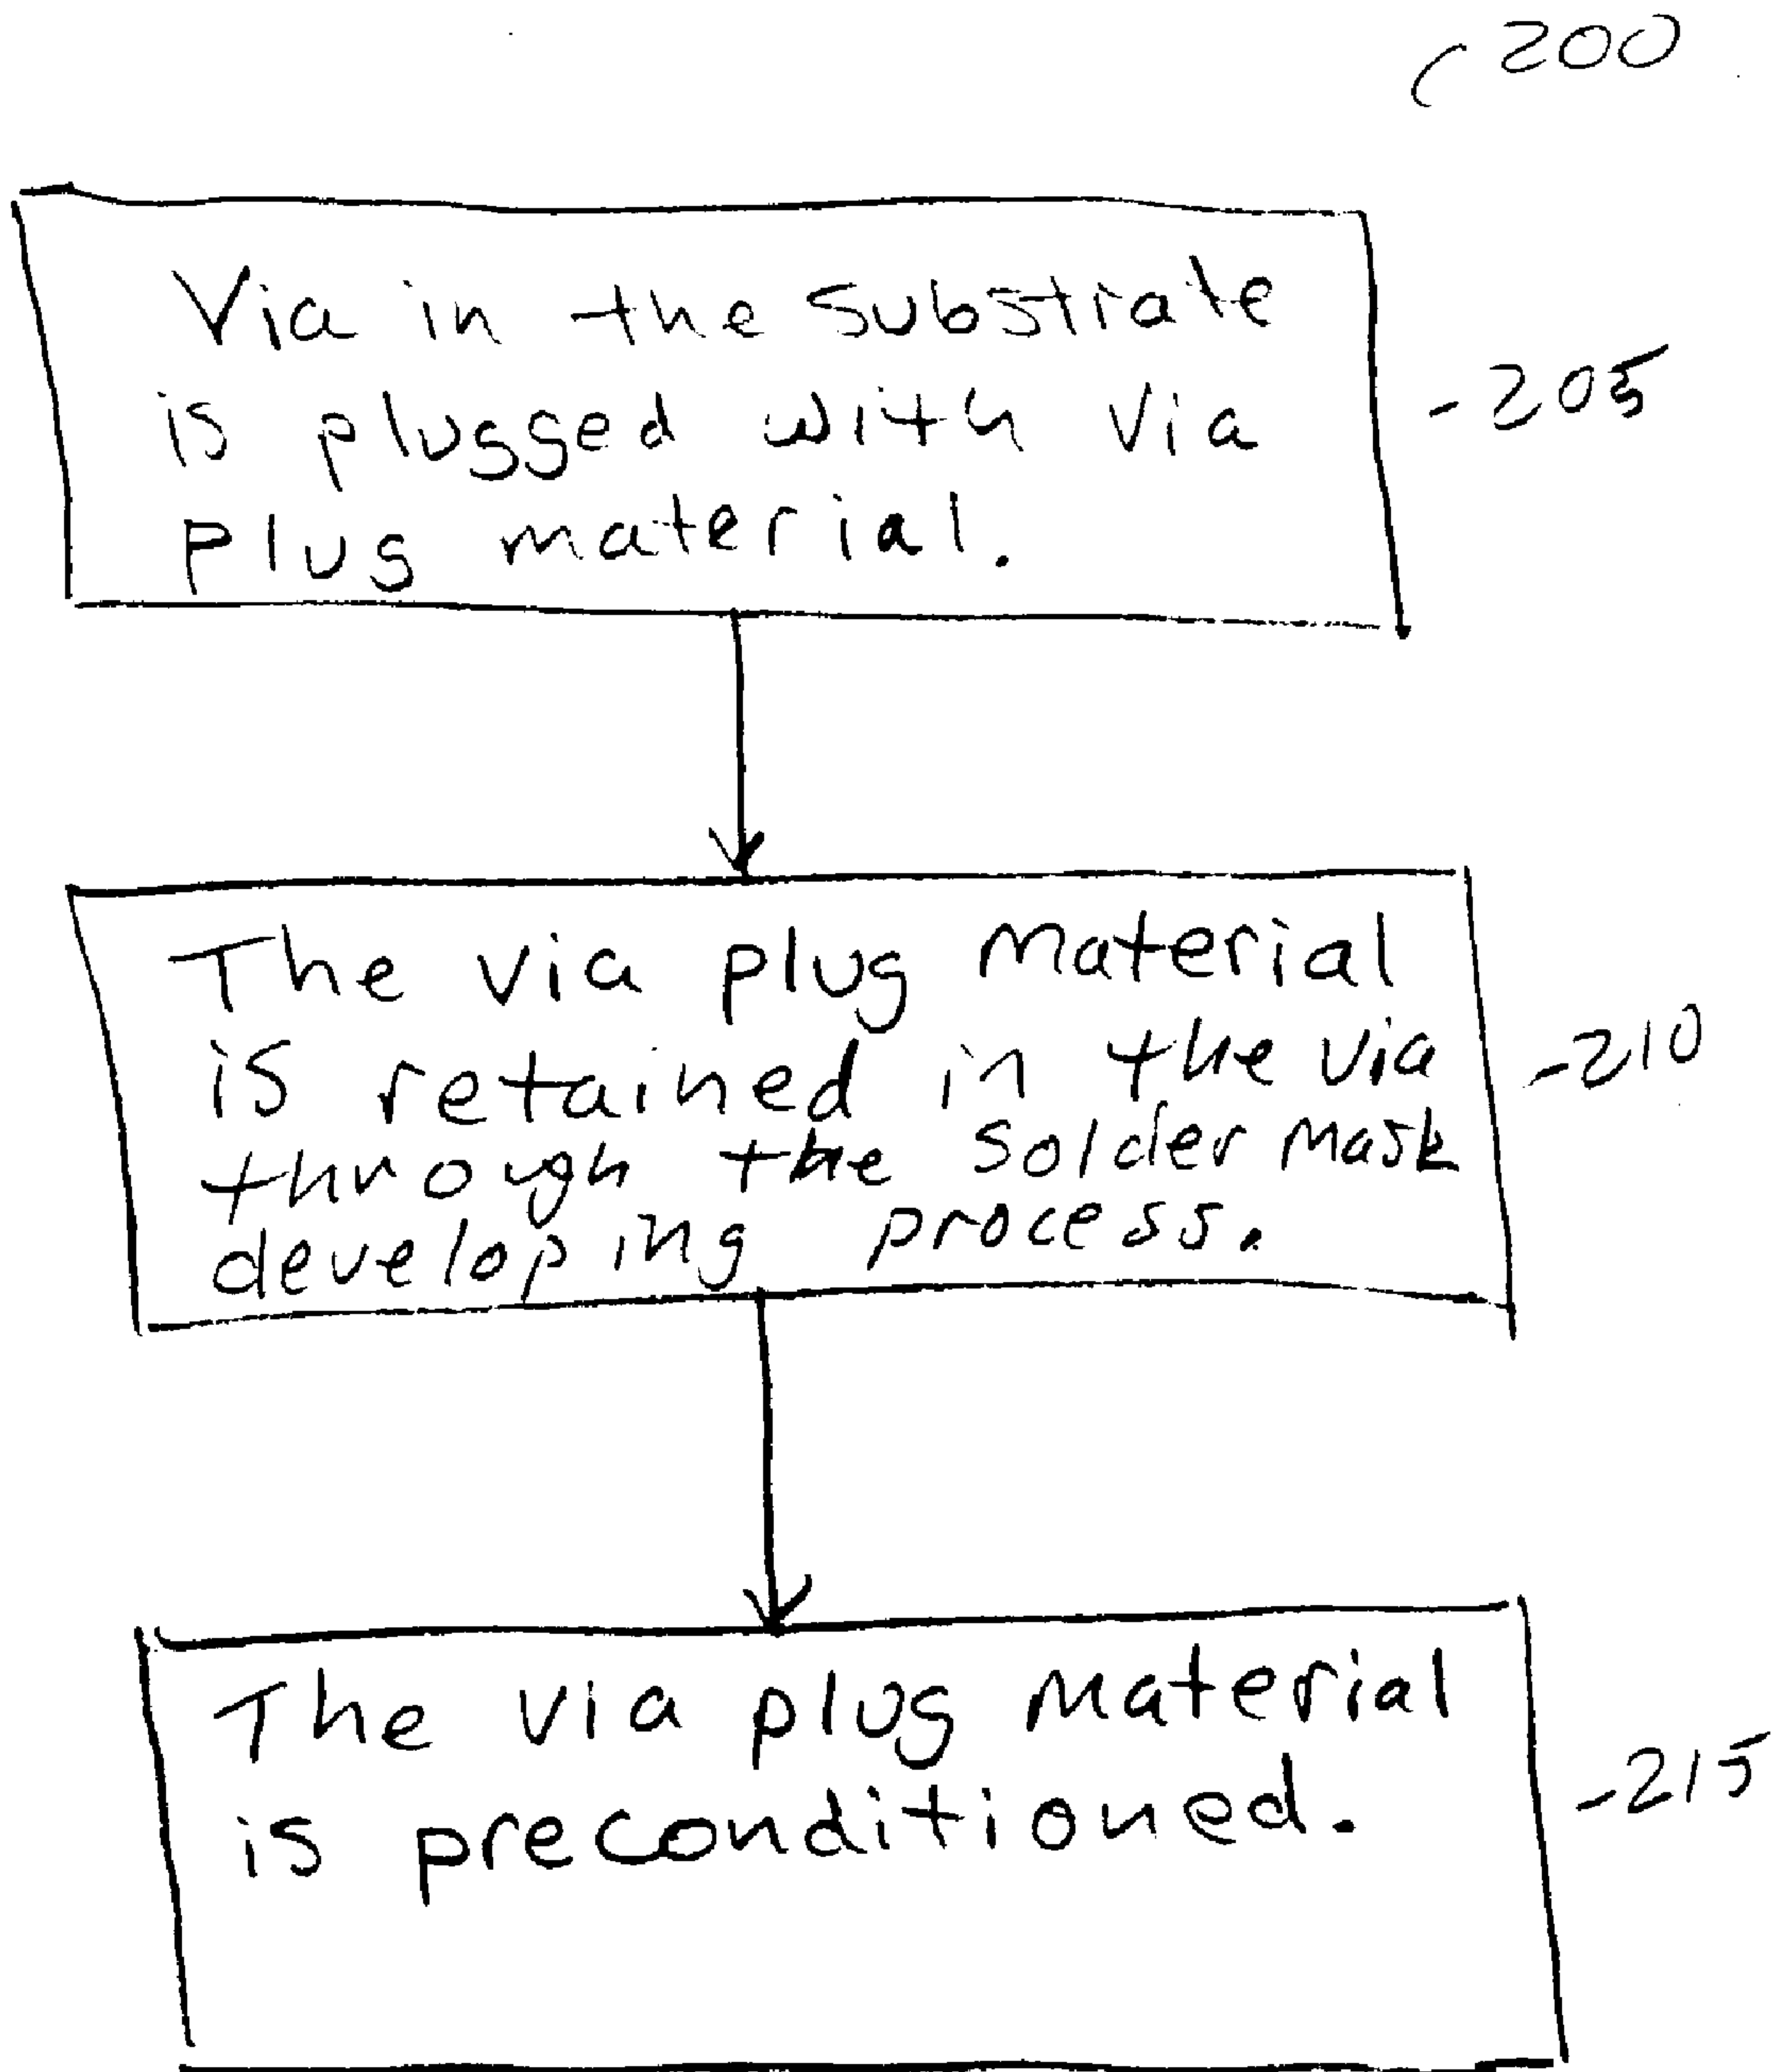 200
Via in the substrate
is plugged with via
plug material.
-205
The via plug material
is retained in the via
through the solder mask
developing process.
-210
The via plug material
is preconditioned.
-215